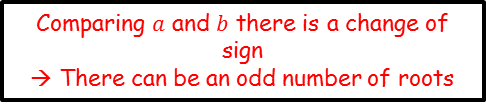 Comparing 𝑎 and 𝑏 there is a change of
sign
→ There can be an odd number of roots